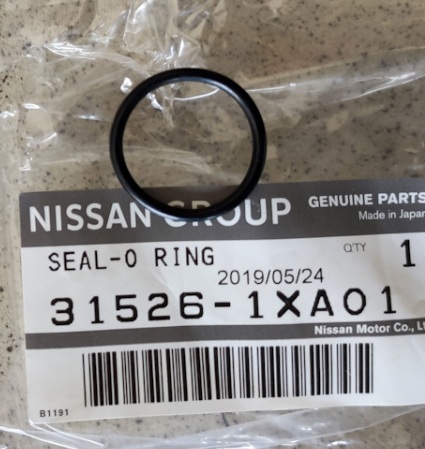 NISSAN GROUP
GENUINE PARTS
Made in Japan
SEAL-O RING
Q'TY 1
2019/05/24
31526-1XA01
Nissan Motor Co.,
B1191